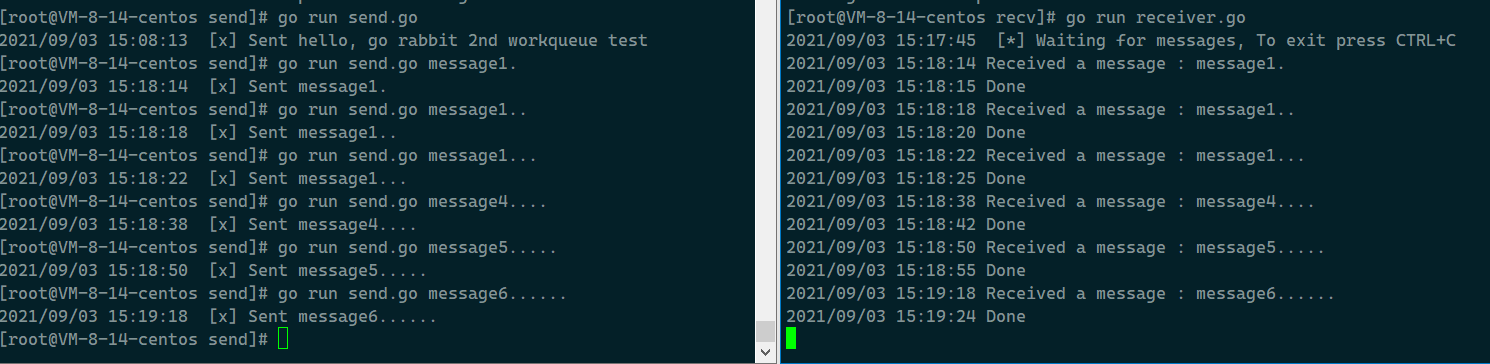 [root@VM-8-14-centos send]# go run send.go
2021/09/03 15:08:13  [x] Sent hello, go rabbit 2nd workqueue test
[root@VM-8-14-centos send]# go run send.go message1.
2021/09/03 15:18:14  [x] Sent message1.
[root@VM-8-14-centos send]# go run send.go message1..
2021/09/03 15:18:18  [x] Sent message1..
[root@VM-8-14-centos send]# go run send.go message1...
2021/09/03 15:18:22  [x] Sent message1...
[root@VM-8-14-centos send]# go run send.go message4....
2021/09/03 15:18:38  [x] Sent message4....
[root@VM-8-14-centos send]# go run send.go message5.....
2021/09/03 15:18:50  [x] Sent message5.....
[root@VM-8-14-centos send]# go run send.go message6......
2021/09/03 15:19:18  [x] Sent message6......
[root@VM-8-14-centos send]#
[root@VM-8-14-centos recv]# go run receiver.go
2021/09/03 15:17:45  [*] Waiting for messages, To exit press CTRL+C
2021/09/03 15:18:14 Received a message : message1.
2021/09/03 15:18:15 Done
2021/09/03 15:18:18 Received a message : message1..
2021/09/03 15:18:20 Done
2021/09/03 15:18:22 Received a message : message1...
2021/09/03 15:18:25 Done
2021/09/03 15:18:38 Received a message : message4....
2021/09/03 15:18:42 Done
2021/09/03 15:18:50 Received a message : message5.....
2021/09/03 15:18:55 Done
2021/09/03 15:19:18 Received a message : message6......
2021/09/03 15:19:24 Done